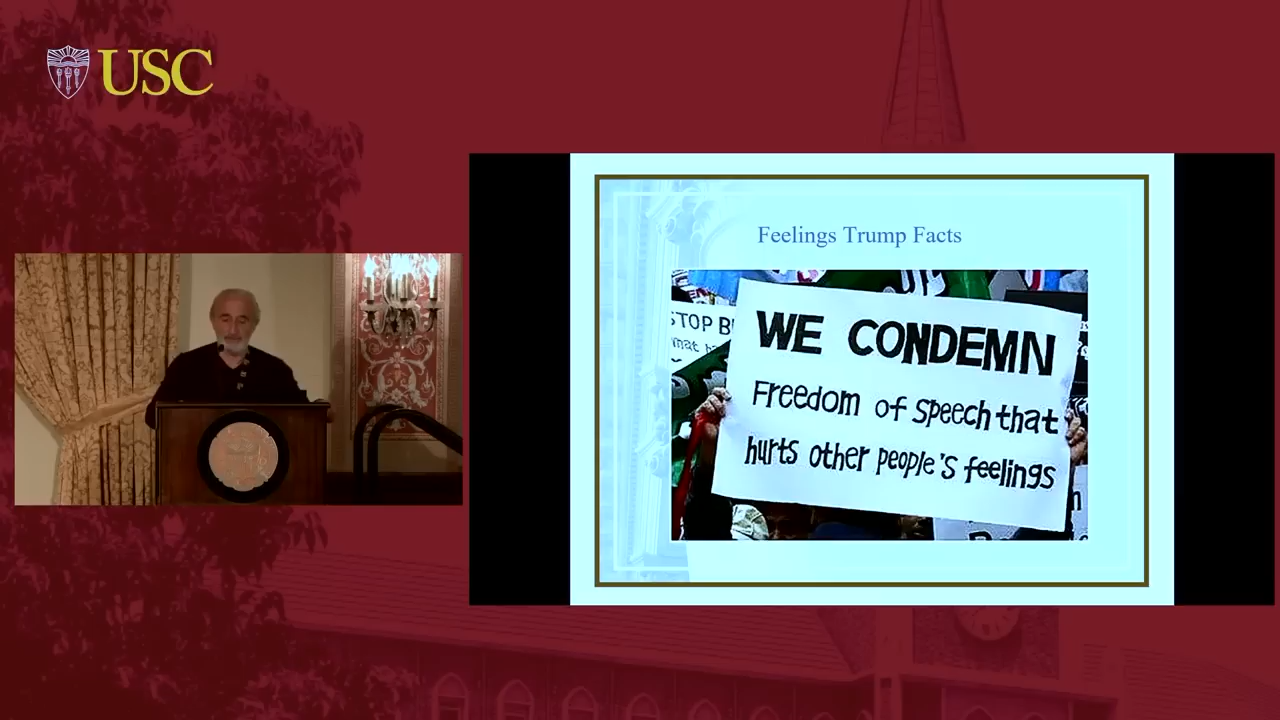 USC
Feelings Trump Facts
STOP B
WE CONDEMN
Freedom of speech that
hurts other people's feelings